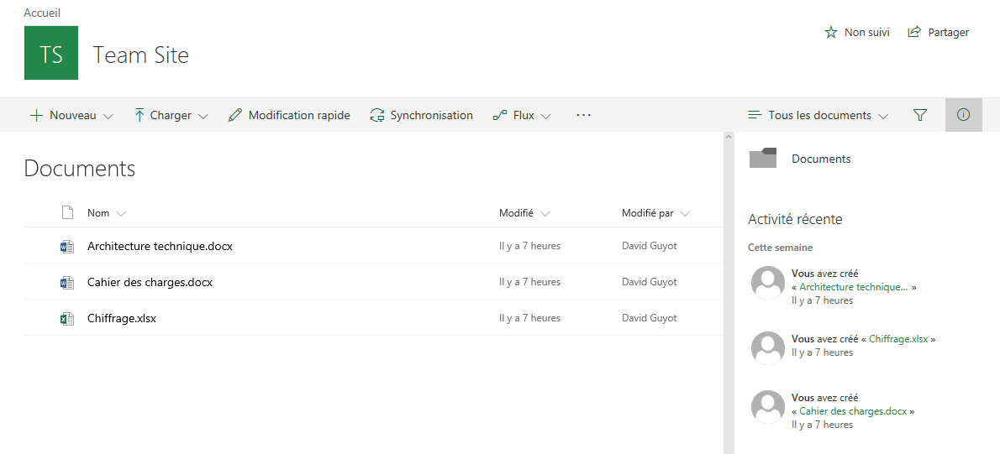 Accueil
TS
Team Site
Non suivi
Partager
Nouveau
Charger
Modification rapide
Synchronisation
Flux
...
Tous les documents
Documents
Nom
Modifié
Modifié par
Architecture technique.docx
Il y a 7 heures
David Guyot
Cahier des charges.docx
Il y a 7 heures
David Guyot
Chiffrage.xlsx
Il y a 7 heures
David Guyot
Documents
Activité récente
Cette semaine
Vous avez créé
« Architecture technique... »
Il y a 7 heures
Vous avez créé « Chiffrage.xlsx »
Il y a 7 heures
Vous avez créé
« Cahier des charges.docx »
Il y a 7 heures